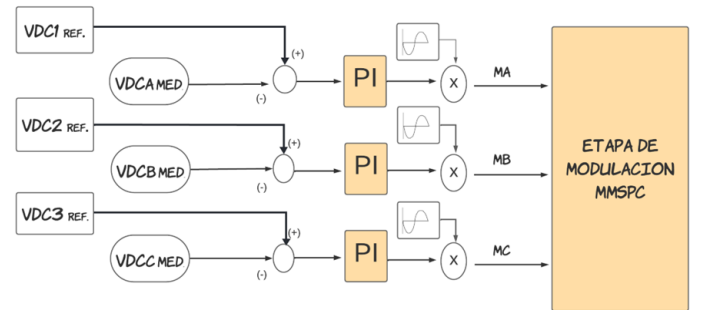 VDC1 REF.
(+)
VDCA MED
(-)
PI
X
MA
VDC2 REF.
(+)
VDCB MED
(-)
PI
X
MB
VDC3 REF.
(+)
VDCC MED
(-)
PI
X
MC
ETAPA DE
MODULACION
MMSPC